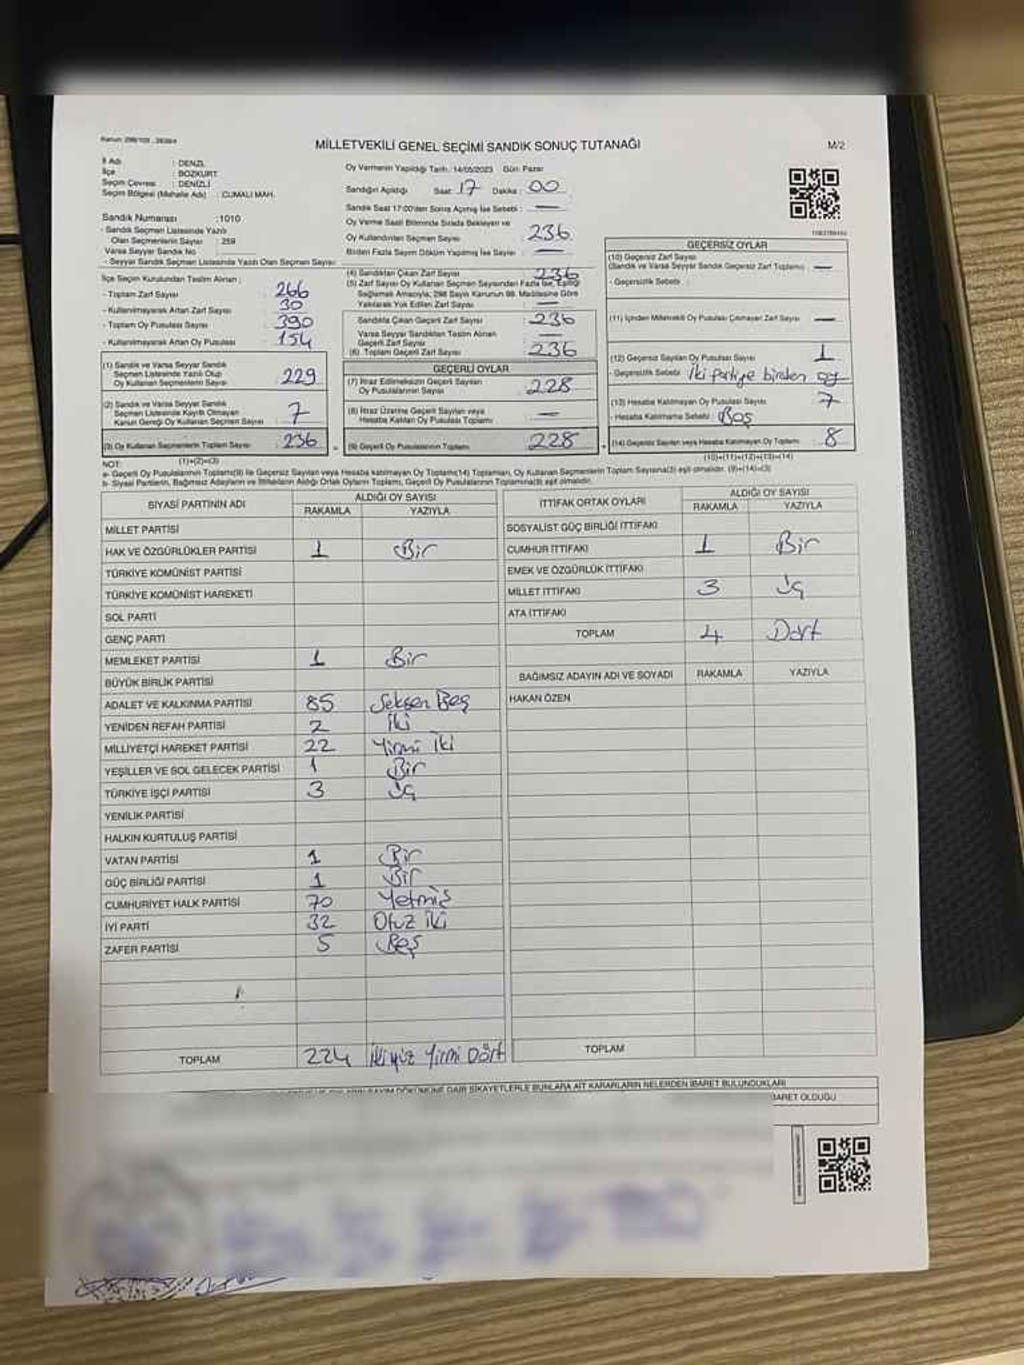 MİLLETVEKİLİ GENEL SEÇİMİ SANDIK SONUÇ TUTANAĞI
M/2
İl Adı : DENİZLİ
İlçe : BOZKURT
Seçim Çevresi : DENİZLİ
Seçim Bölgesi (Mahalle Adı) : CUMALI MAH.
Sandık Numarası :1010
- Sandık Seçmen Listesinde Yazılı
Olan Seçmenlerin Sayısı : 259
Varsa Seyyar Sandık No :
- Seyyar Sandık Seçmen Listesinde Yazılı Olan Seçmen Sayısı:
İlçe Seçim Kurulundan Teslim Alınan ;
- Toplam Zarf Sayısı : 266
- Kullanılmayarak Artan Zarf Sayısı : 30
- Toplam Oy Pusulası Sayısı : 390
- Kullanılmayarak Artan Oy Pusulası : 154
(1) Sandık ve Varsa Seyyar Sandık
Seçmen Listesinde Yazılı Olup
Oy Kullanan Seçmenlerin Sayısı : 229
(2) Sandık ve Varsa Seyyar Sandık
Seçmen Listesinde Kayıtlı Olmayan
Kanun Gereği Oy Kullanan Seçmen Sayısı : 7
(3) Oy Kullanan Seçmenlerin Toplam Sayısı : 236
(1)+(2)=(3)
Oy Vermenin Yapıldığı Tarih: 14/05/2023 Gün: Pazar
Sandığın Açıldığı Saat: 17 Dakika : 00
Sandık Saat 17:00'den Sonra Açılmış İse Sebebi : —
Oy Verme Saati Bitiminde Sırada Bekleyen ve
Oy Kullandırılan Seçmen Sayısı : 236
Birden Fazla Sayım Döküm Yapılmış İse Sayısı : —
(4) Sandıktan Çıkan Zarf Sayısı : 236
(5) Zarf Sayısı Oy Kullanan Seçmen Sayısından Fazla İse, Eşitliği
Sağlamak Amacıyla, 298 Sayılı Kanunun 98. Maddesine Göre
Yakılarak Yok Edilen Zarf Sayısı : —
Sandıkta Çıkan Geçerli Zarf Sayısı : 236
Varsa Seyyar Sandıktan Teslim Alınan
Geçerli Zarf Sayısı : —
(6) Toplam Geçerli Zarf Sayısı : 236
GEÇERLİ OYLAR
(7) İtiraz Edilmeksizin Geçerli Sayılan
Oy Pusulalarının Sayısı : 228
(8) İtiraz Üzerine Geçerli Sayılan veya
Hesaba Katılan Oy Pusulası Toplamı : —
(9) Geçerli Oy Pusulalarının Toplamı : 228
GEÇERSİZ OYLAR
(10) Geçersiz Zarf Sayısı
(Sandık ve Varsa Seyyar Sandık Geçersiz Zarf Toplamı) : —
- Geçersizlik Sebebi :
(11) İçinden Milletvekili Oy Pusulası Çıkmayan Zarf Sayısı : —
(12) Geçersiz Sayılan Oy Pusulası Sayısı : 1
- Geçersizlik Sebebi : İki partiye birden oy
(13) Hesaba Katılmayan Oy Pusulası Sayısı : 7
- Hesaba Katılmama Sebebi : Boş
(14) Geçersiz Sayılan veya Hesaba Katılmayan Oy Toplamı : 8
(10)+(11)+(12)+(13)=(14)
NOT:
a- Geçerli Oy Pusulalarının Toplamı(9) ile Geçersiz Sayılan veya Hesaba katılmayan Oy Toplamı(14) Toplamları, Oy Kullanan Seçmenlerin Toplam Sayısına(3) eşit olmalıdır. (9)+(14)=(3)
b- Siyasi Partilerin, Bağımsız Adayların ve İttifakların Aldığı Ortak Oyların Toplamı, Geçerli Oy Pusulalarının Toplamına(9) eşit olmalıdır.
SİYASİ PARTİNİN ADI ALDIĞI OY SAYISI
RAKAMLA YAZIYLA
MİLLET PARTİSİ
HAK VE ÖZGÜRLÜKLER PARTİSİ 1 Bir
TÜRKİYE KOMÜNİST PARTİSİ
TÜRKİYE KOMÜNİST HAREKETİ
SOL PARTİ
GENÇ PARTİ
MEMLEKET PARTİSİ 1 Bir
BÜYÜK BİRLİK PARTİSİ
ADALET VE KALKINMA PARTİSİ 85 Seksen Beş
YENİDEN REFAH PARTİSİ 2 İki
MİLLİYETÇİ HAREKET PARTİSİ 22 Yirmi İki
YEŞİLLER VE SOL GELECEK PARTİSİ 1 Bir
TÜRKİYE İŞÇİ PARTİSİ 3 Üç
YENİLİK PARTİSİ
HALKIN KURTULUŞ PARTİSİ
VATAN PARTİSİ 1 Bir
GÜÇ BİRLİĞİ PARTİSİ 1 Bir
CUMHURİYET HALK PARTİSİ 70 Yetmiş
İYİ PARTİ 32 Otuz İki
ZAFER PARTİSİ 5 Beş
TOPLAM 224 İkiyüz Yirmi Dört
İTTİFAK ORTAK OYLARI ALDIĞI OY SAYISI
RAKAMLA YAZIYLA
SOSYALİST GÜÇ BİRLİĞİ İTTİFAKI
CUMHUR İTTİFAKI 1 Bir
EMEK VE ÖZGÜRLÜK İTTİFAKI
MİLLET İTTİFAKI 3 Üç
ATA İTTİFAKI
TOPLAM 4 Dört
BAĞIMSIZ ADAYIN ADI VE SOYADI RAKAMLA YAZIYLA
HAKAN ÖZEN
TOPLAM
SAYIM DÖKÜMÜNE DAİR ŞİKAYETLERLE BUNLARA AİT KARARLARIN NELERDEN İBARET BULUNDUKLARI
İBARET OLDUĞU